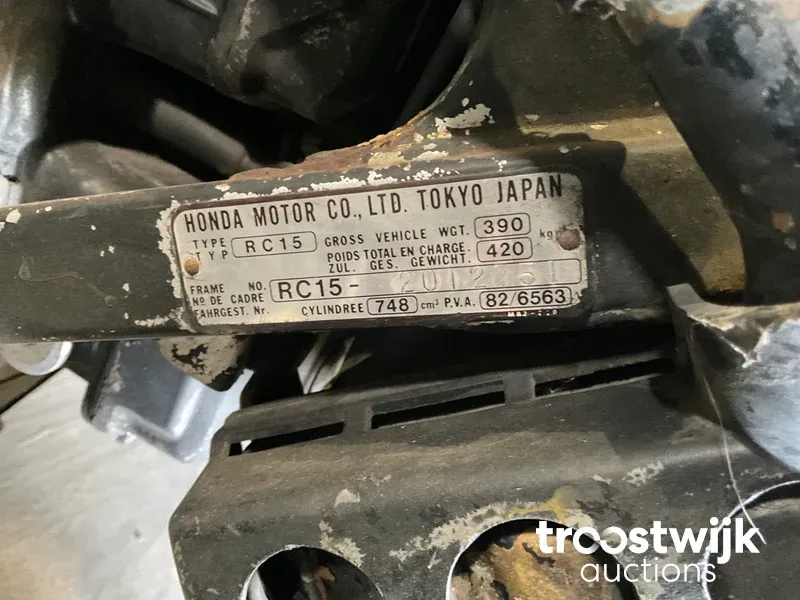 HONDA MOTOR CO., LTD. TOKYO JAPAN
TYPE TYP RC15 GROSS VEHICLE WGT. 390 kg
POIDS TOTAL EN CHARGE. ZUL. GES. GEWICHT. 420
FRAME NO. Nº DE CADRE FAHRGEST. Nr. RC15-
CYLINDREE 748 cm³ P.V.A. 82/6563
troostwijk
auctions